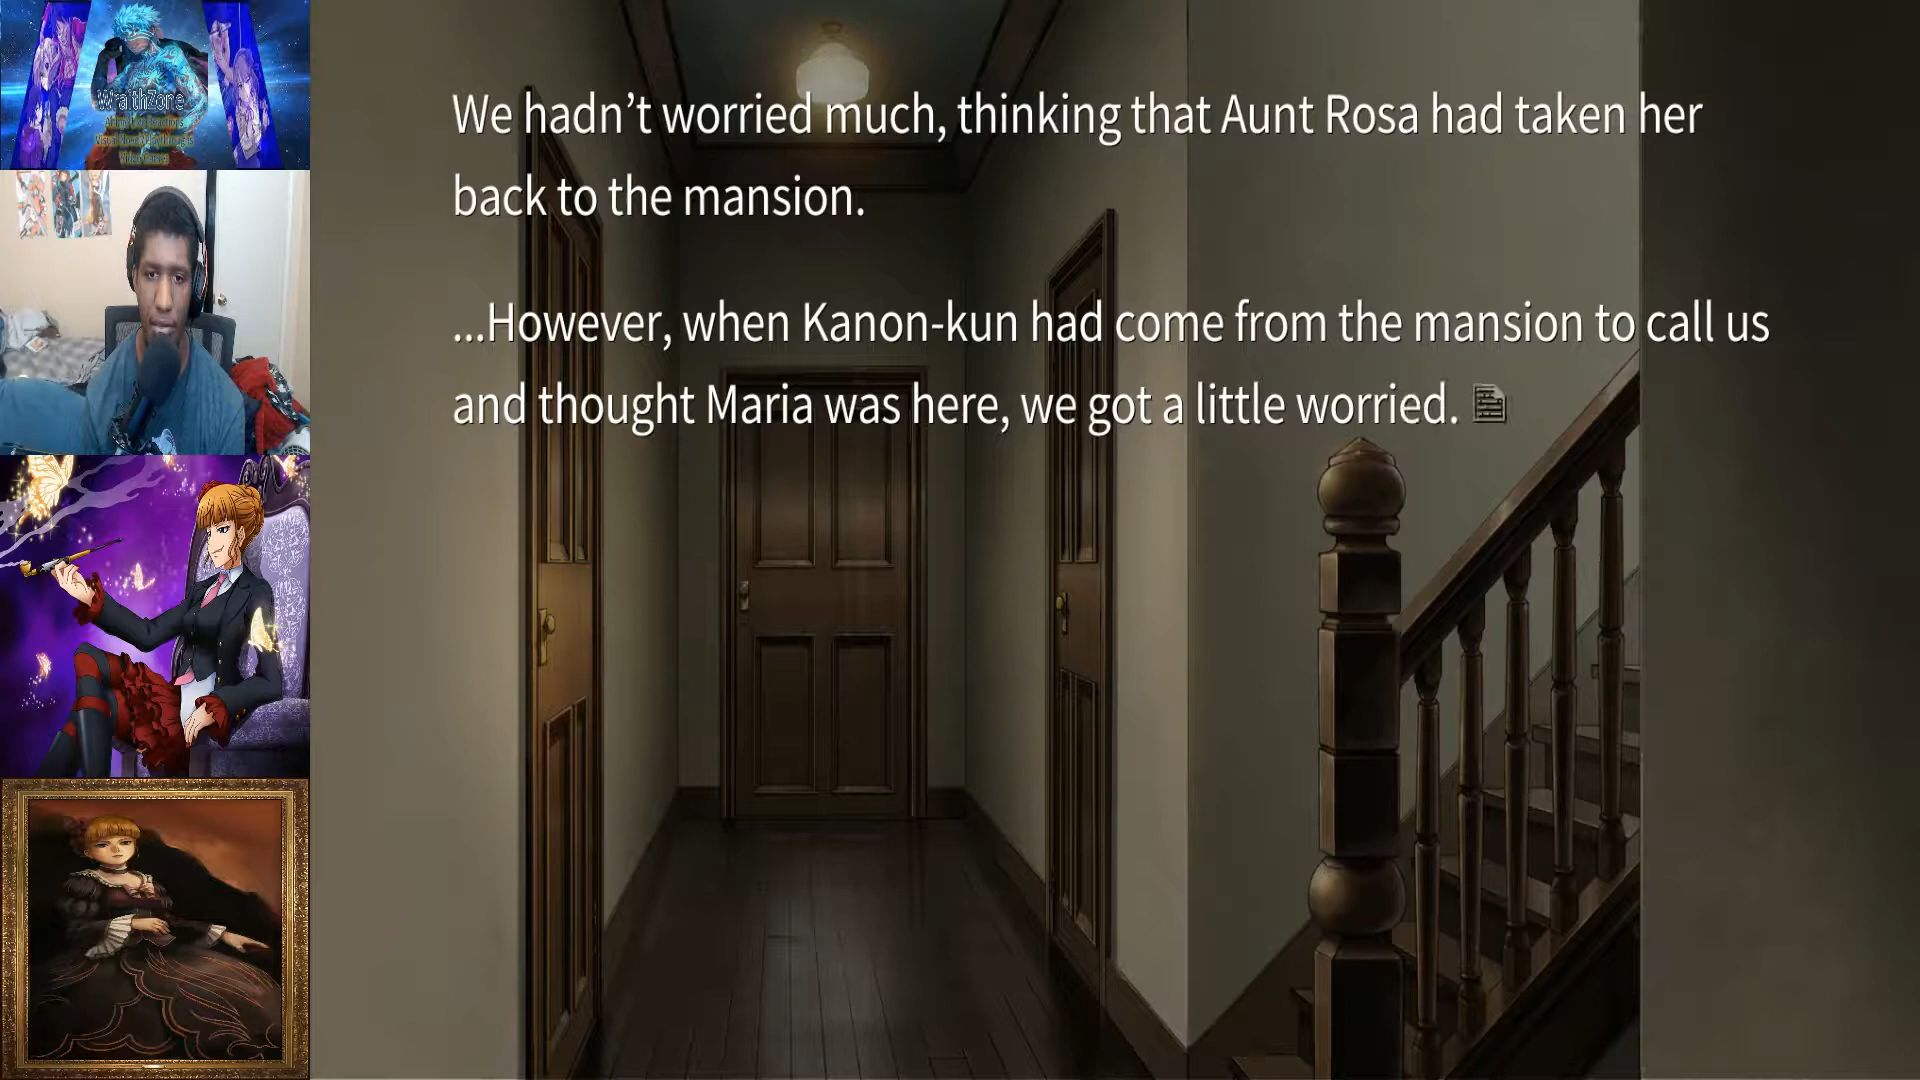 WraithZone
We hadn’t worried much, thinking that Aunt Rosa had taken her
back to the mansion.
...However, when Kanon-kun had come from the mansion to call us
and thought Maria was here, we got a little worried.